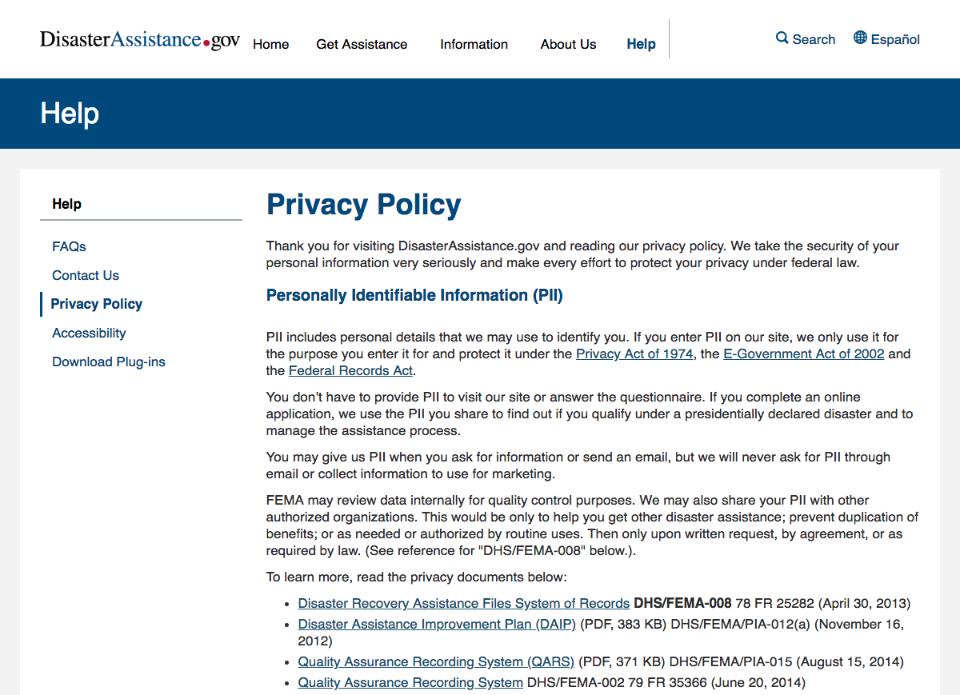 DisasterAssistance.gov Home Get Assistance Information About Us Help Search Español
Help
Help
FAQs
Contact Us
Privacy Policy
Accessibility
Download Plug-ins
Privacy Policy
Thank you for visiting DisasterAssistance.gov and reading our privacy policy. We take the security of your
personal information very seriously and make every effort to protect your privacy under federal law.
Personally Identifiable Information (PII)
PII includes personal details that we may use to identify you. If you enter PII on our site, we only use it for
the purpose you enter it for and protect it under the Privacy Act of 1974, the E-Government Act of 2002 and
the Federal Records Act.
You don't have to provide PII to visit our site or answer the questionnaire. If you complete an online
application, we use the PII you share to find out if you qualify under a presidentially declared disaster and to
manage the assistance process.
You may give us PII when you ask for information or send an email, but we will never ask for PII through
email or collect information to use for marketing.
FEMA may review data internally for quality control purposes. We may also share your PII with other
authorized organizations. This would be only to help you get other disaster assistance; prevent duplication of
benefits; or as needed or authorized by routine uses. Then only upon written request, by agreement, or as
required by law. (See reference for "DHS/FEMA-008" below.).
To learn more, read the privacy documents below:
• Disaster Recovery Assistance Files System of Records DHS/FEMA-008 78 FR 25282 (April 30, 2013)
• Disaster Assistance Improvement Plan (DAIP) (PDF, 383 KB) DHS/FEMA/PIA-012(a) (November 16,
2012)
• Quality Assurance Recording System (QARS) (PDF, 371 KB) DHS/FEMA/PIA-015 (August 15, 2014)
• Quality Assurance Recording System DHS/FEMA-002 79 FR 35366 (June 20, 2014)